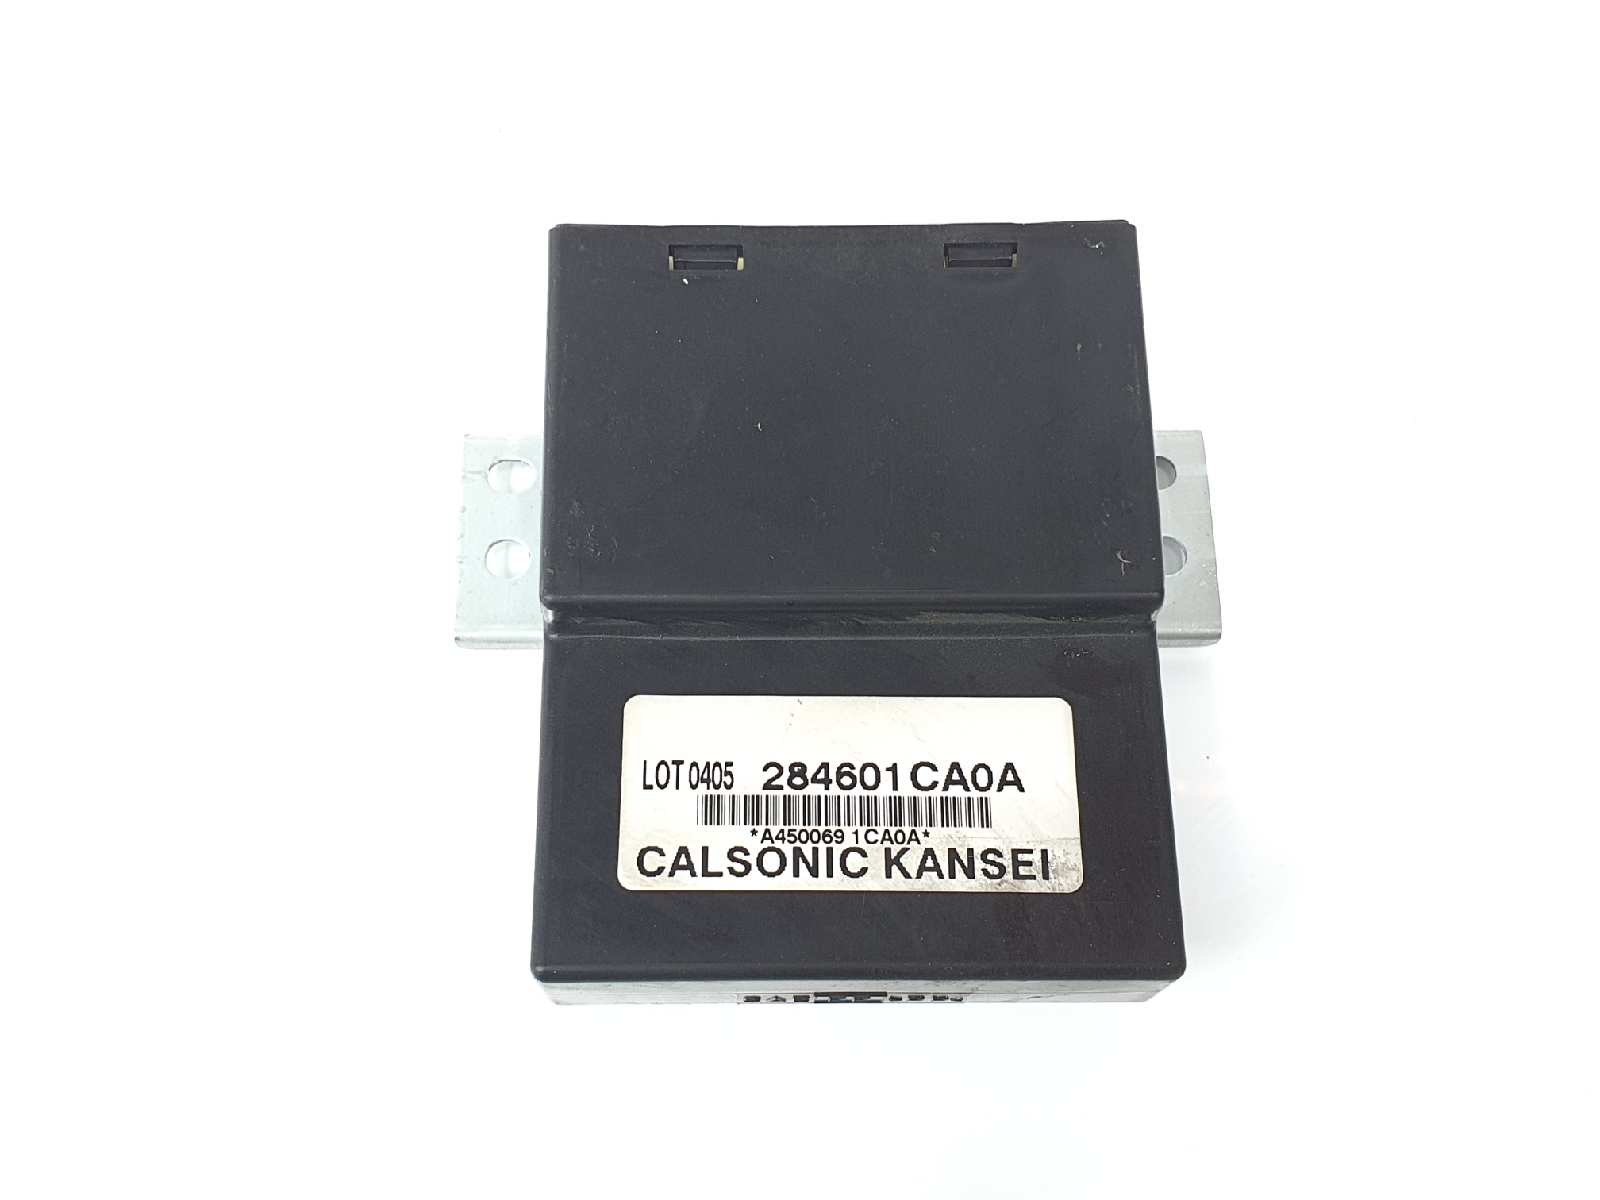 LOT 0405 284601CA0A
*A450069 1CA0A*
CALSONIC KANSEI